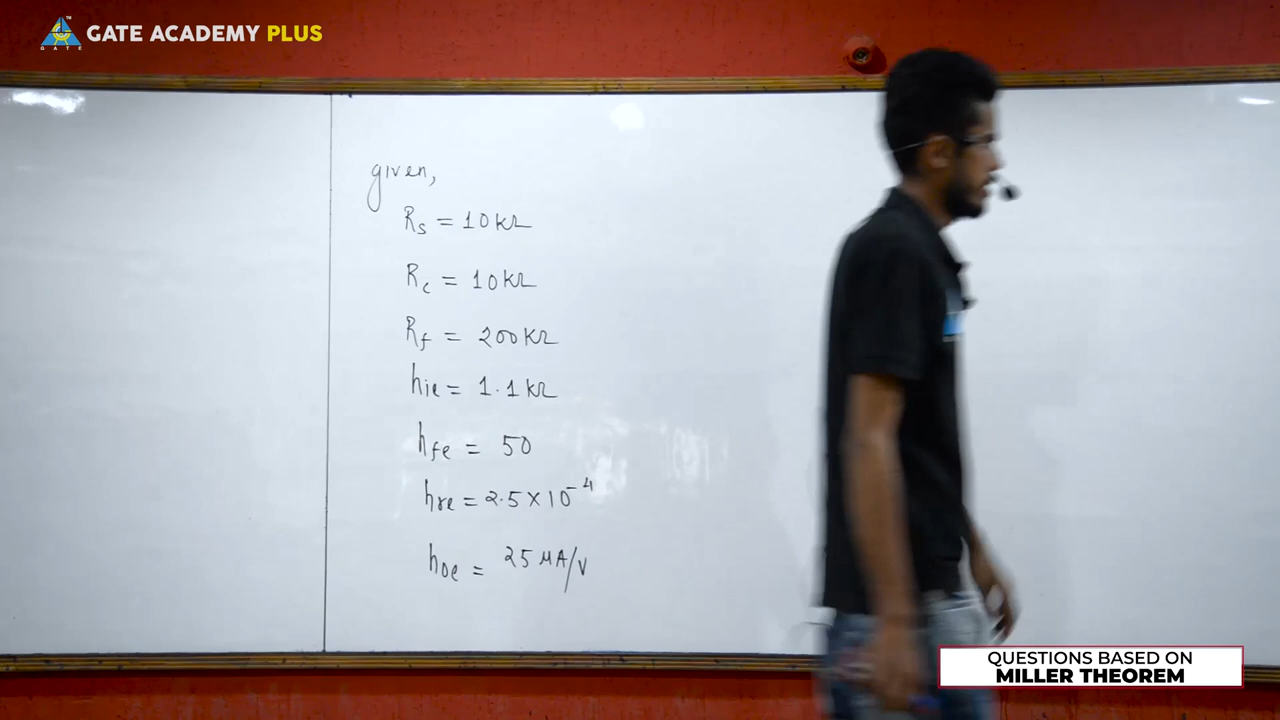 GATE ACADEMY PLUS
GATE
given,
Rs = 10KΩ
Rc = 10KΩ
Rf = 200KΩ
hie = 1.1KΩ
hfe = 50
hre = 2.5 × 10⁻⁴
hoe = 25 μA/V
QUESTIONS BASED ON
MILLER THEOREM